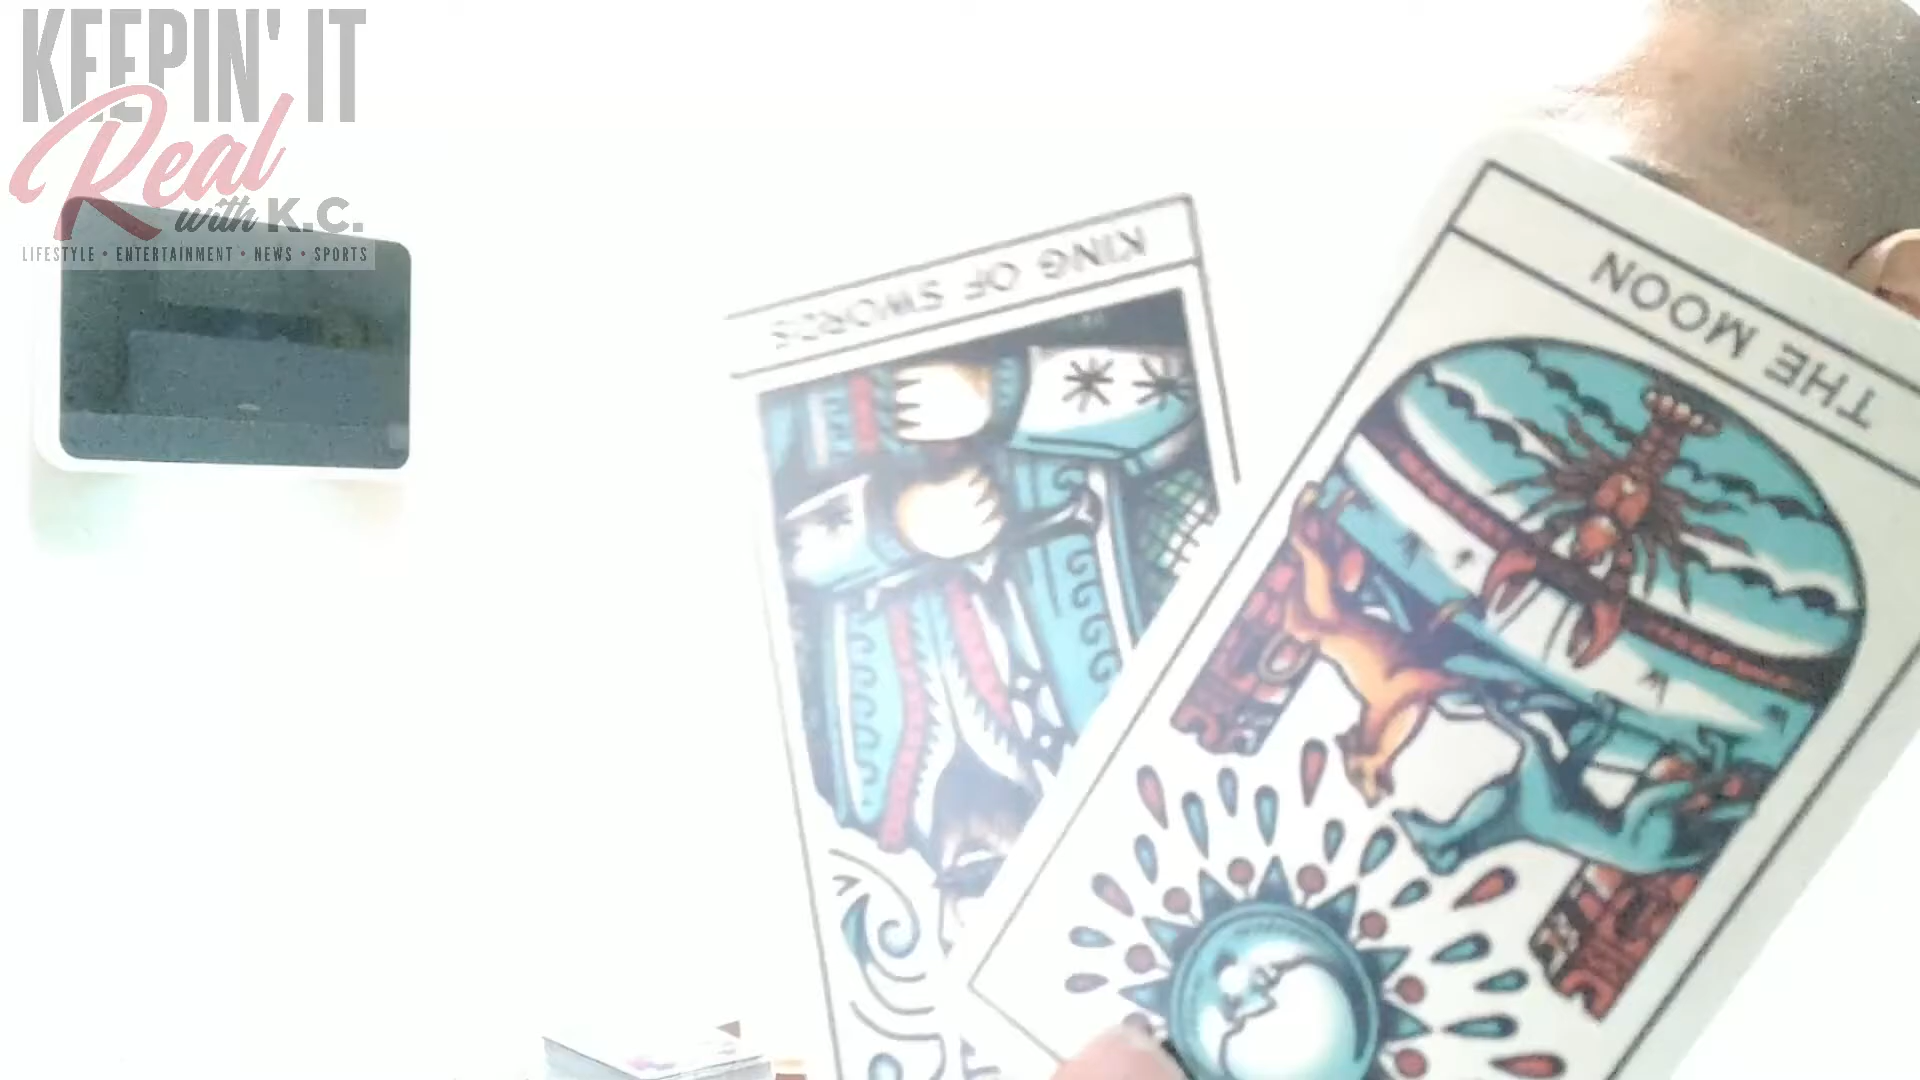 KEEPIN' IT
Real
with K.C.
LIFESTYLE • ENTERTAINMENT • NEWS • SPORTS
KING OF SWORDS
THE MOON